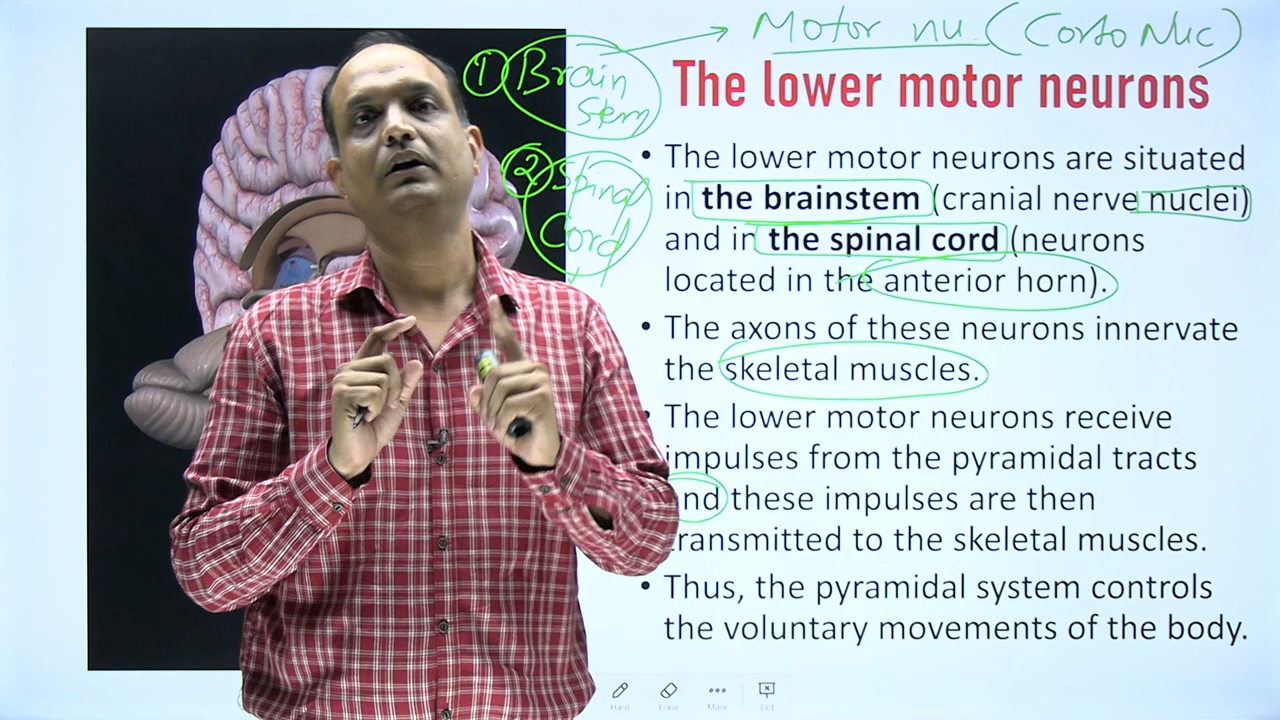 Motor nu. (Corto Nuc)
① Brain
Stem
② Spinal
Cord
The lower motor neurons
• The lower motor neurons are situated
in the brainstem (cranial nerve nuclei)
and in the spinal cord (neurons
located in the anterior horn).
• The axons of these neurons innervate
the skeletal muscles.
• The lower motor neurons receive
impulses from the pyramidal tracts
and these impulses are then
transmitted to the skeletal muscles.
• Thus, the pyramidal system controls
the voluntary movements of the body.
Hard Erase More Exit